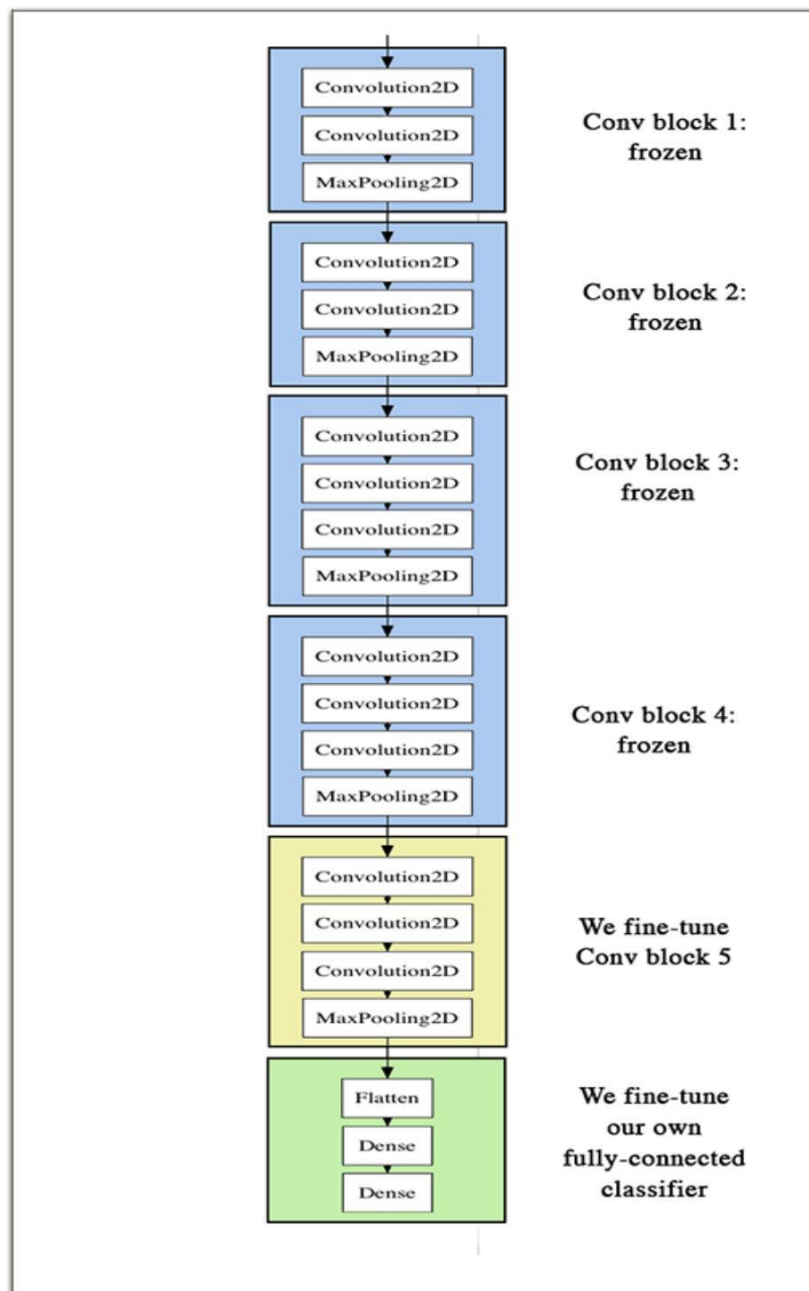 Convolution2D
Convolution2D
MaxPooling2D
Conv block 1:
frozen
Convolution2D
Convolution2D
MaxPooling2D
Conv block 2:
frozen
Convolution2D
Convolution2D
Convolution2D
MaxPooling2D
Conv block 3:
frozen
Convolution2D
Convolution2D
Convolution2D
MaxPooling2D
Conv block 4:
frozen
Convolution2D
Convolution2D
Convolution2D
MaxPooling2D
We fine-tune
Conv block 5
Flatten
Dense
Dense
We fine-tune
our own
fully-connected
classifier